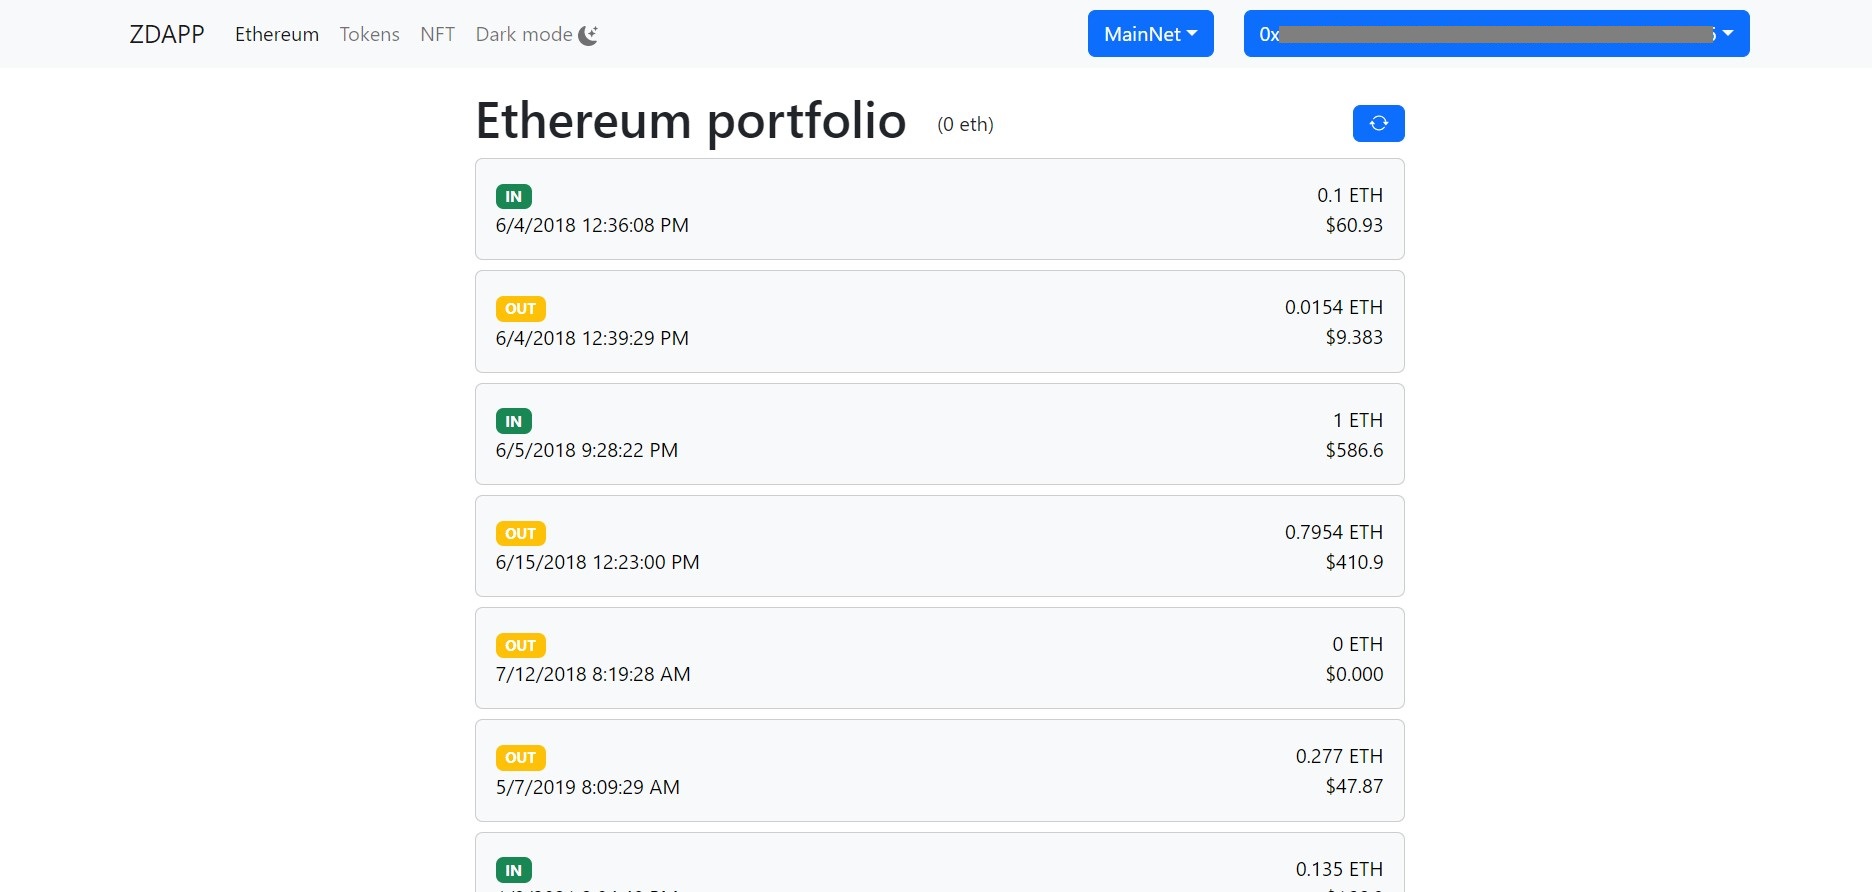 ZDAPP Ethereum Tokens NFT Dark mode MainNet 0x
Ethereum portfolio (0 eth)
IN 0.1 ETH
6/4/2018 12:36:08 PM $60.93
OUT 0.0154 ETH
6/4/2018 12:39:29 PM $9.383
IN 1 ETH
6/5/2018 9:28:22 PM $586.6
OUT 0.7954 ETH
6/15/2018 12:23:00 PM $410.9
OUT 0 ETH
7/12/2018 8:19:28 AM $0.000
OUT 0.277 ETH
5/7/2019 8:09:29 AM $47.87
IN 0.135 ETH